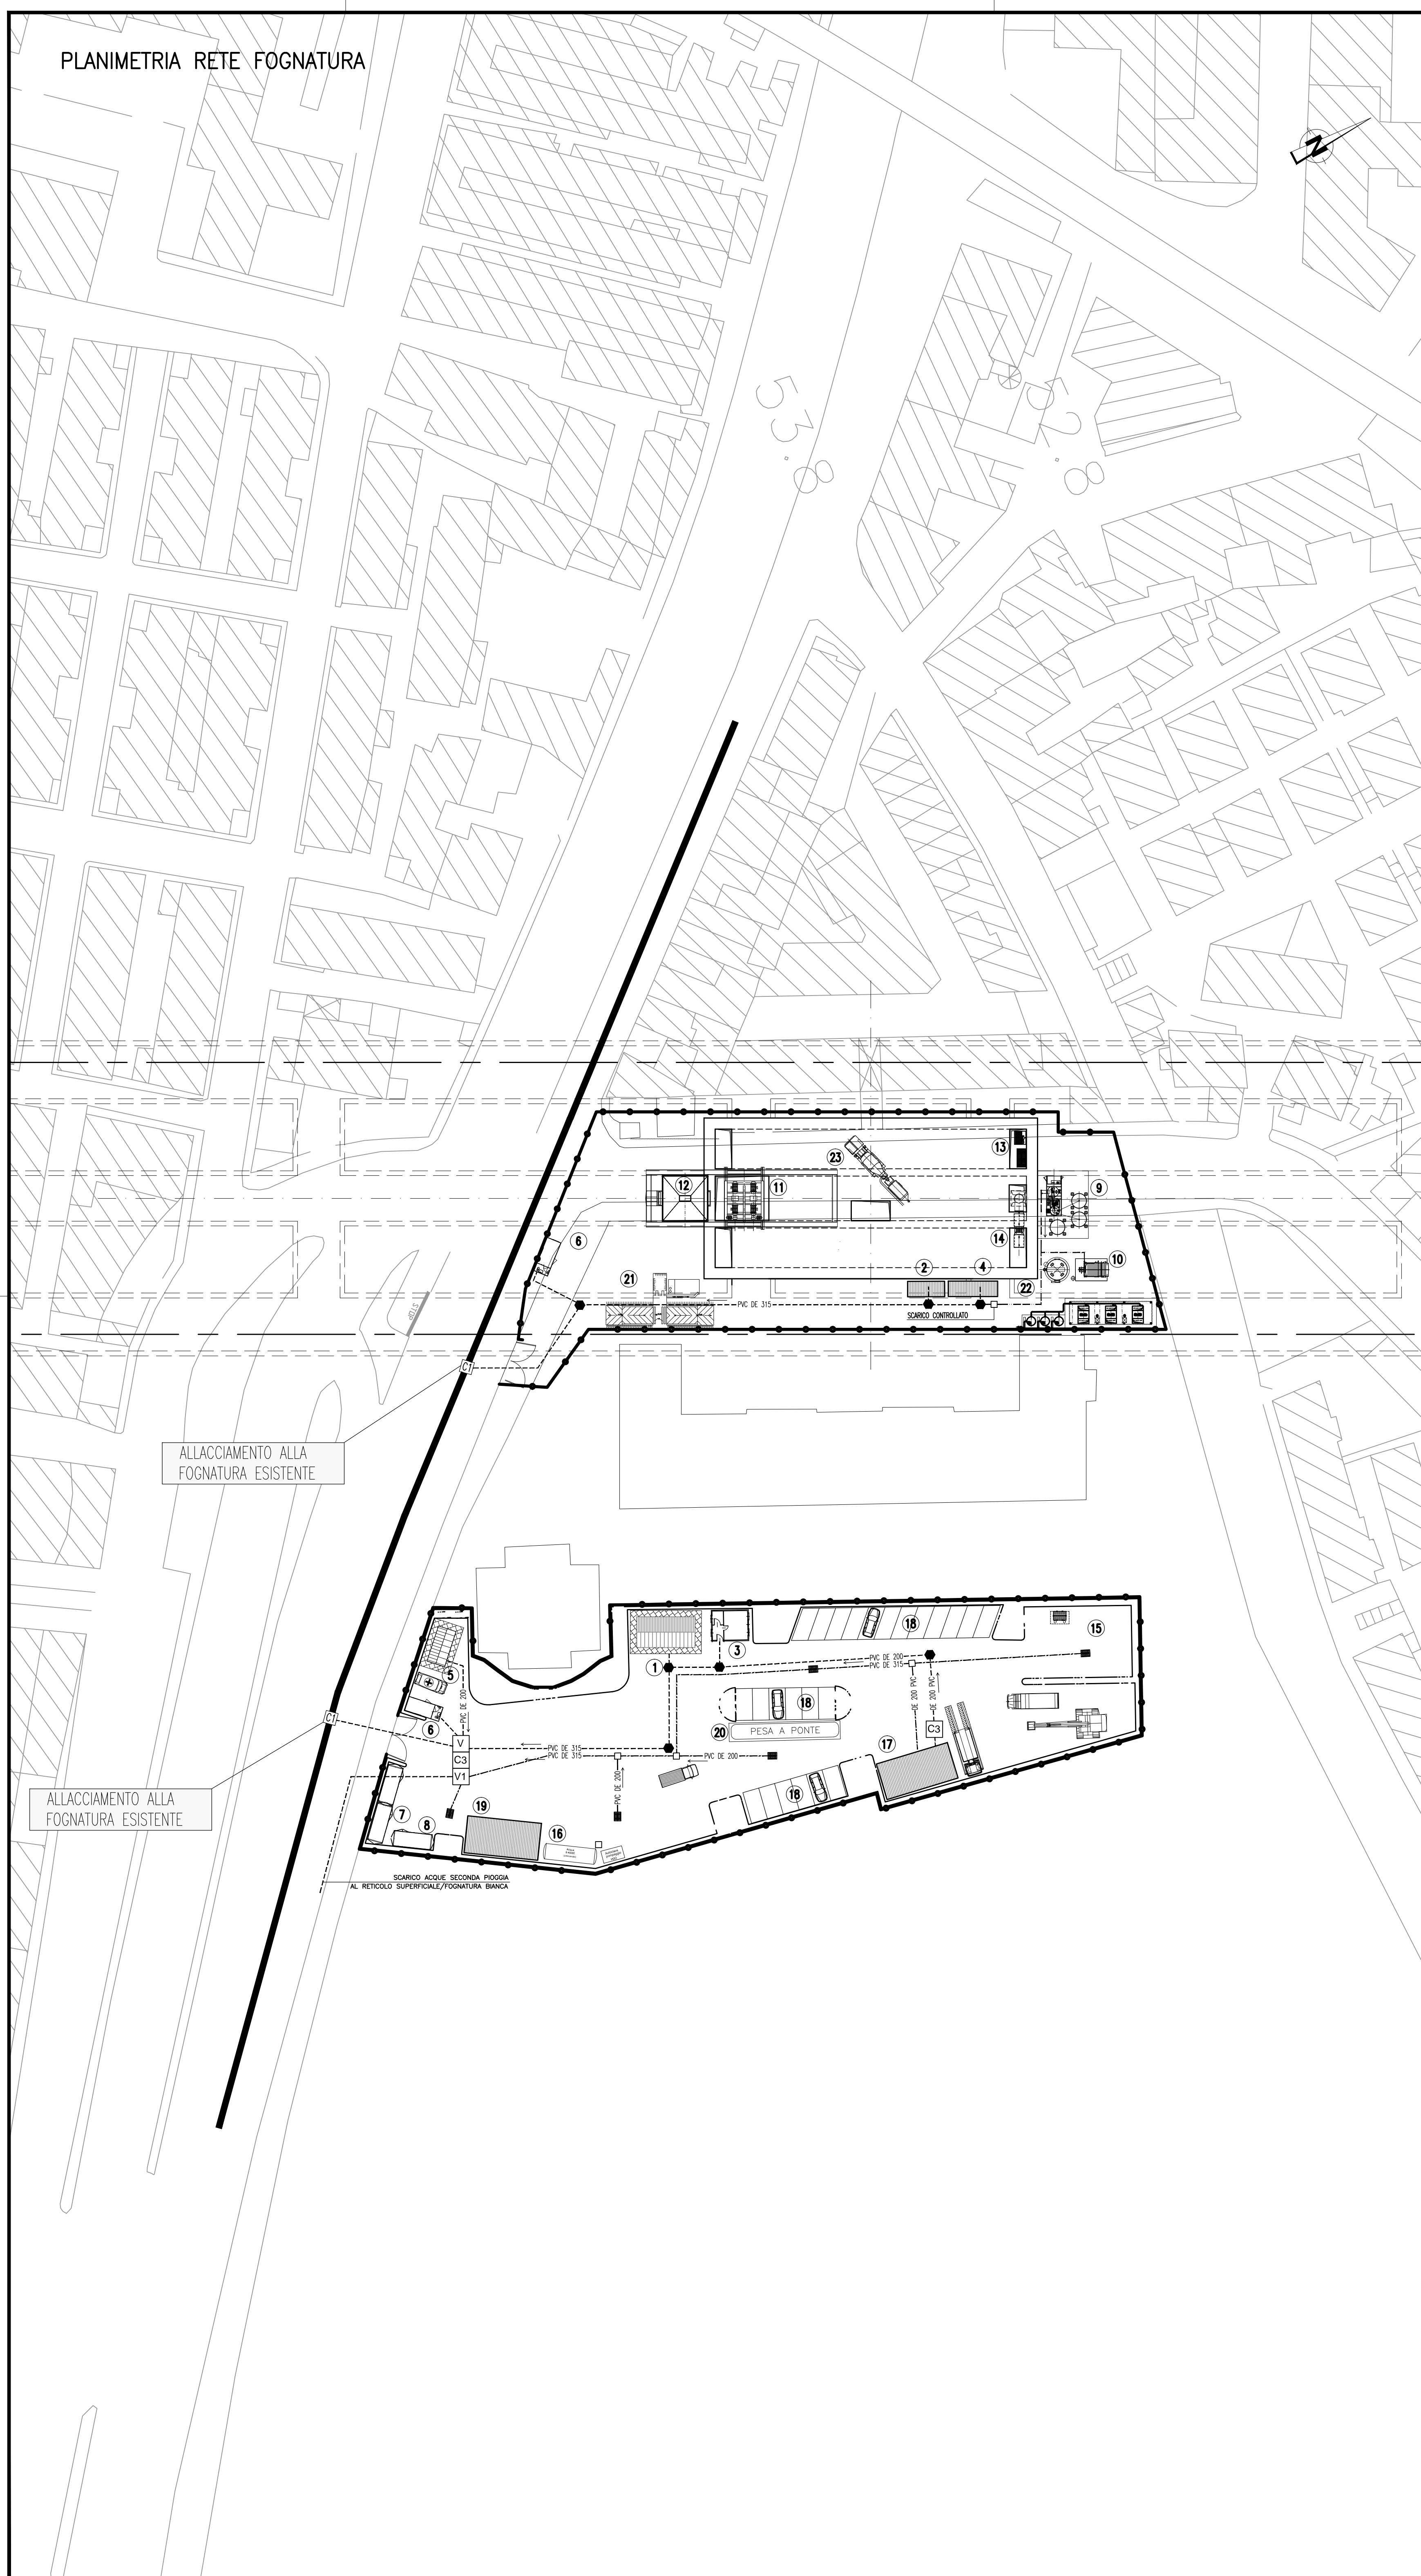 PLANIMETRIA RETE FOGNATURA
N
53.8
53.8
23
13
12
11
9
6
14
10
2
4
21
22
PVC DE 315
SCARICO CONTROLLATO
STOP
C1
ALLACCIAMENTO ALLA
FOGNATURA ESISTENTE
18
15
3
1
PVC DE 200
PVC DE 315
5
PVC DE 200
DE 200 PVC
DE 200 PVC
18
6
20
PESA A PONTE
C3
C1
V
17
PVC DE 315
PVC DE 315
PVC DE 200
C3
V1
PVC DE 200
18
ALLACCIAMENTO ALLA
FOGNATURA ESISTENTE
7
8
19
16
SCARICO ACQUE SECONDA PIOGGIA
AL RETICOLO SUPERFICIALE/FOGNATURA BIANCA